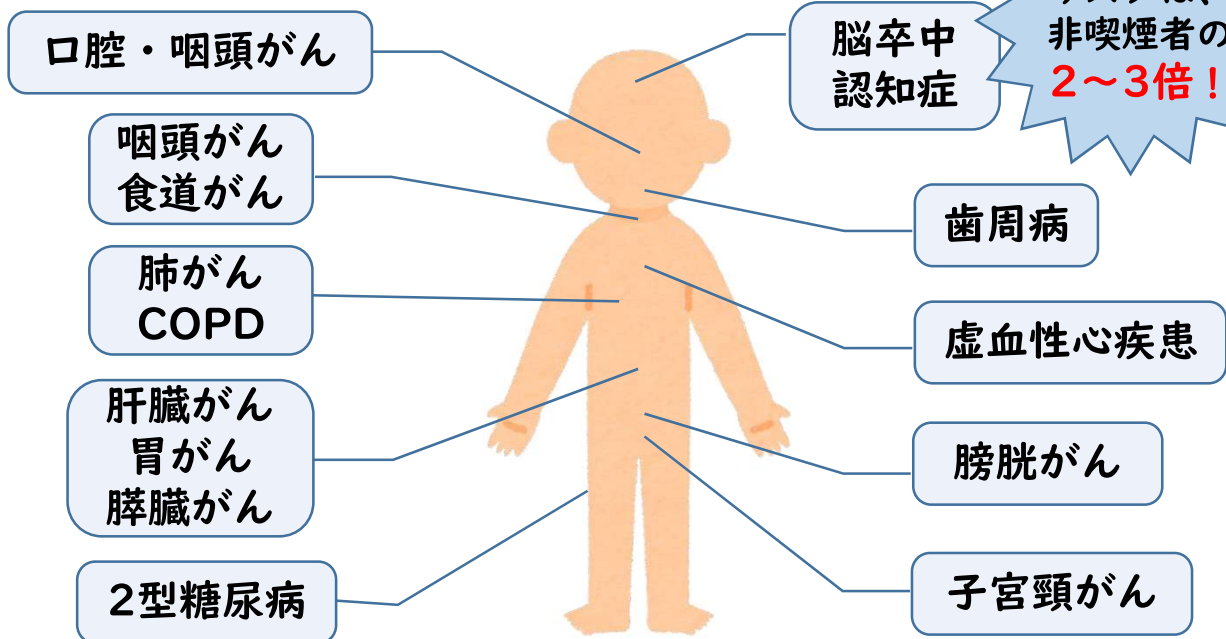 口腔・咽頭がん
咽頭がん
食道がん
肺がん
COPD
肝臓がん
胃がん
膵臓がん
2型糖尿病
脳卒中
認知症
非喫煙者の
2～3倍！
歯周病
虚血性心疾患
膀胱がん
子宮頸がん